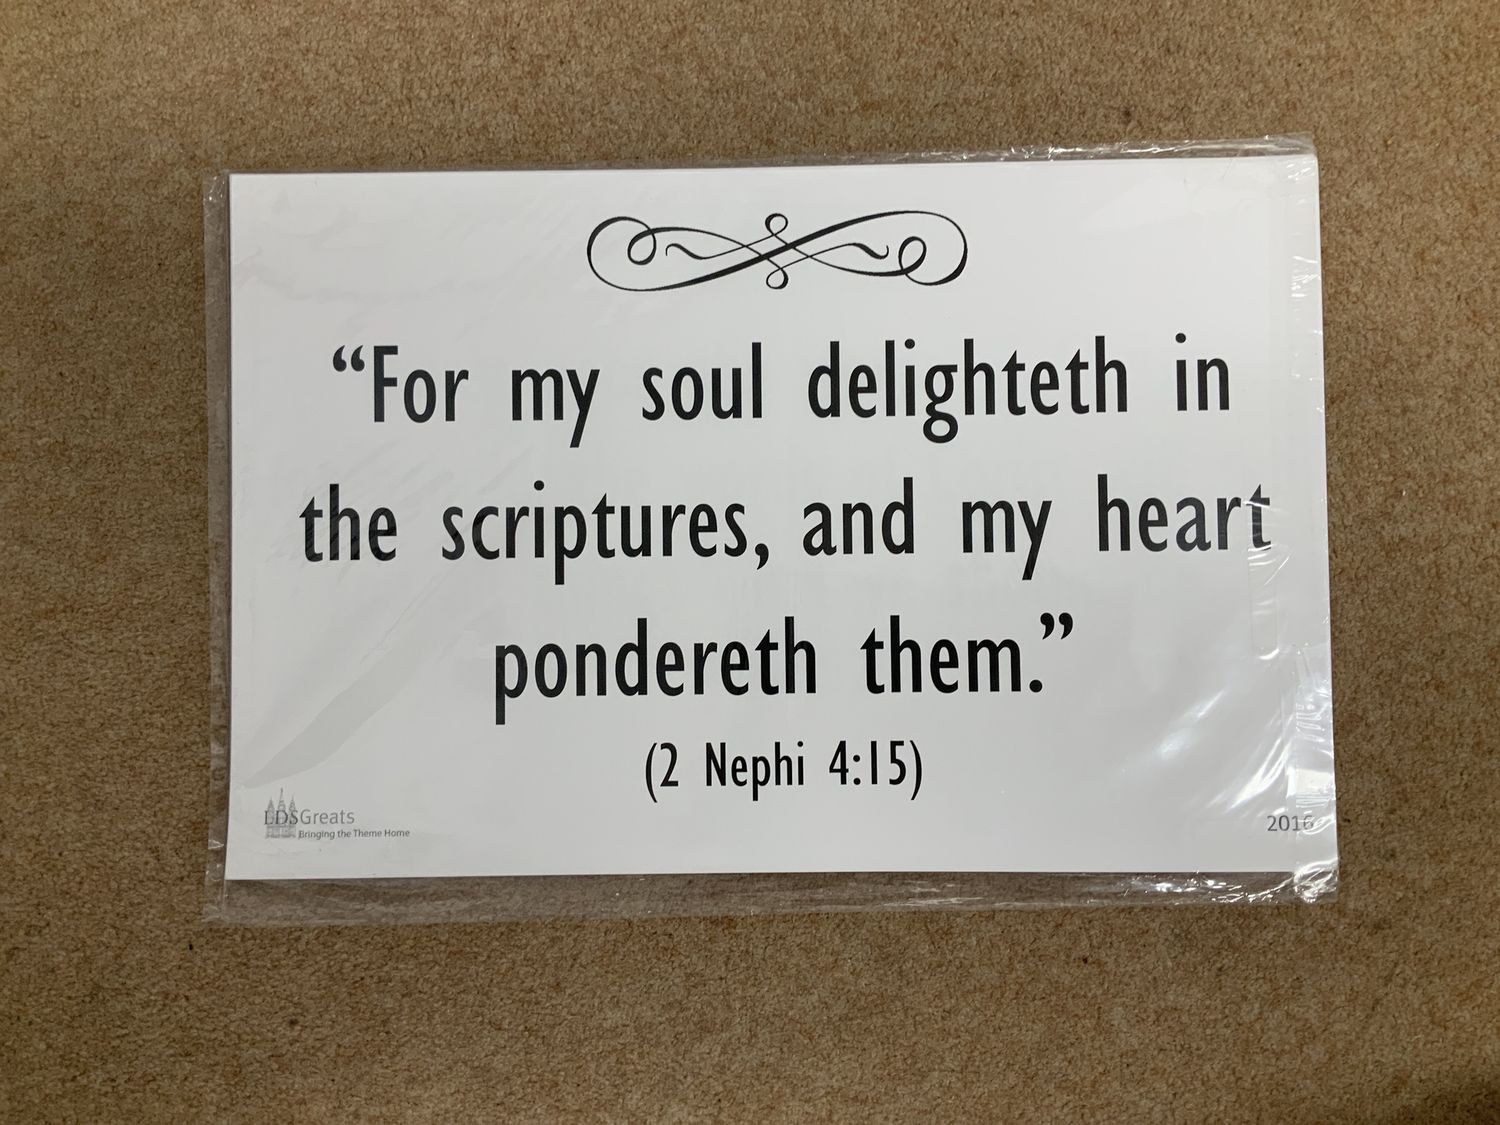 “For my soul delighteth in
the scriptures, and my heart
pondereth them.”
(2 Nephi 4:15)
LDSGreats
Bringing the Theme Home
2016